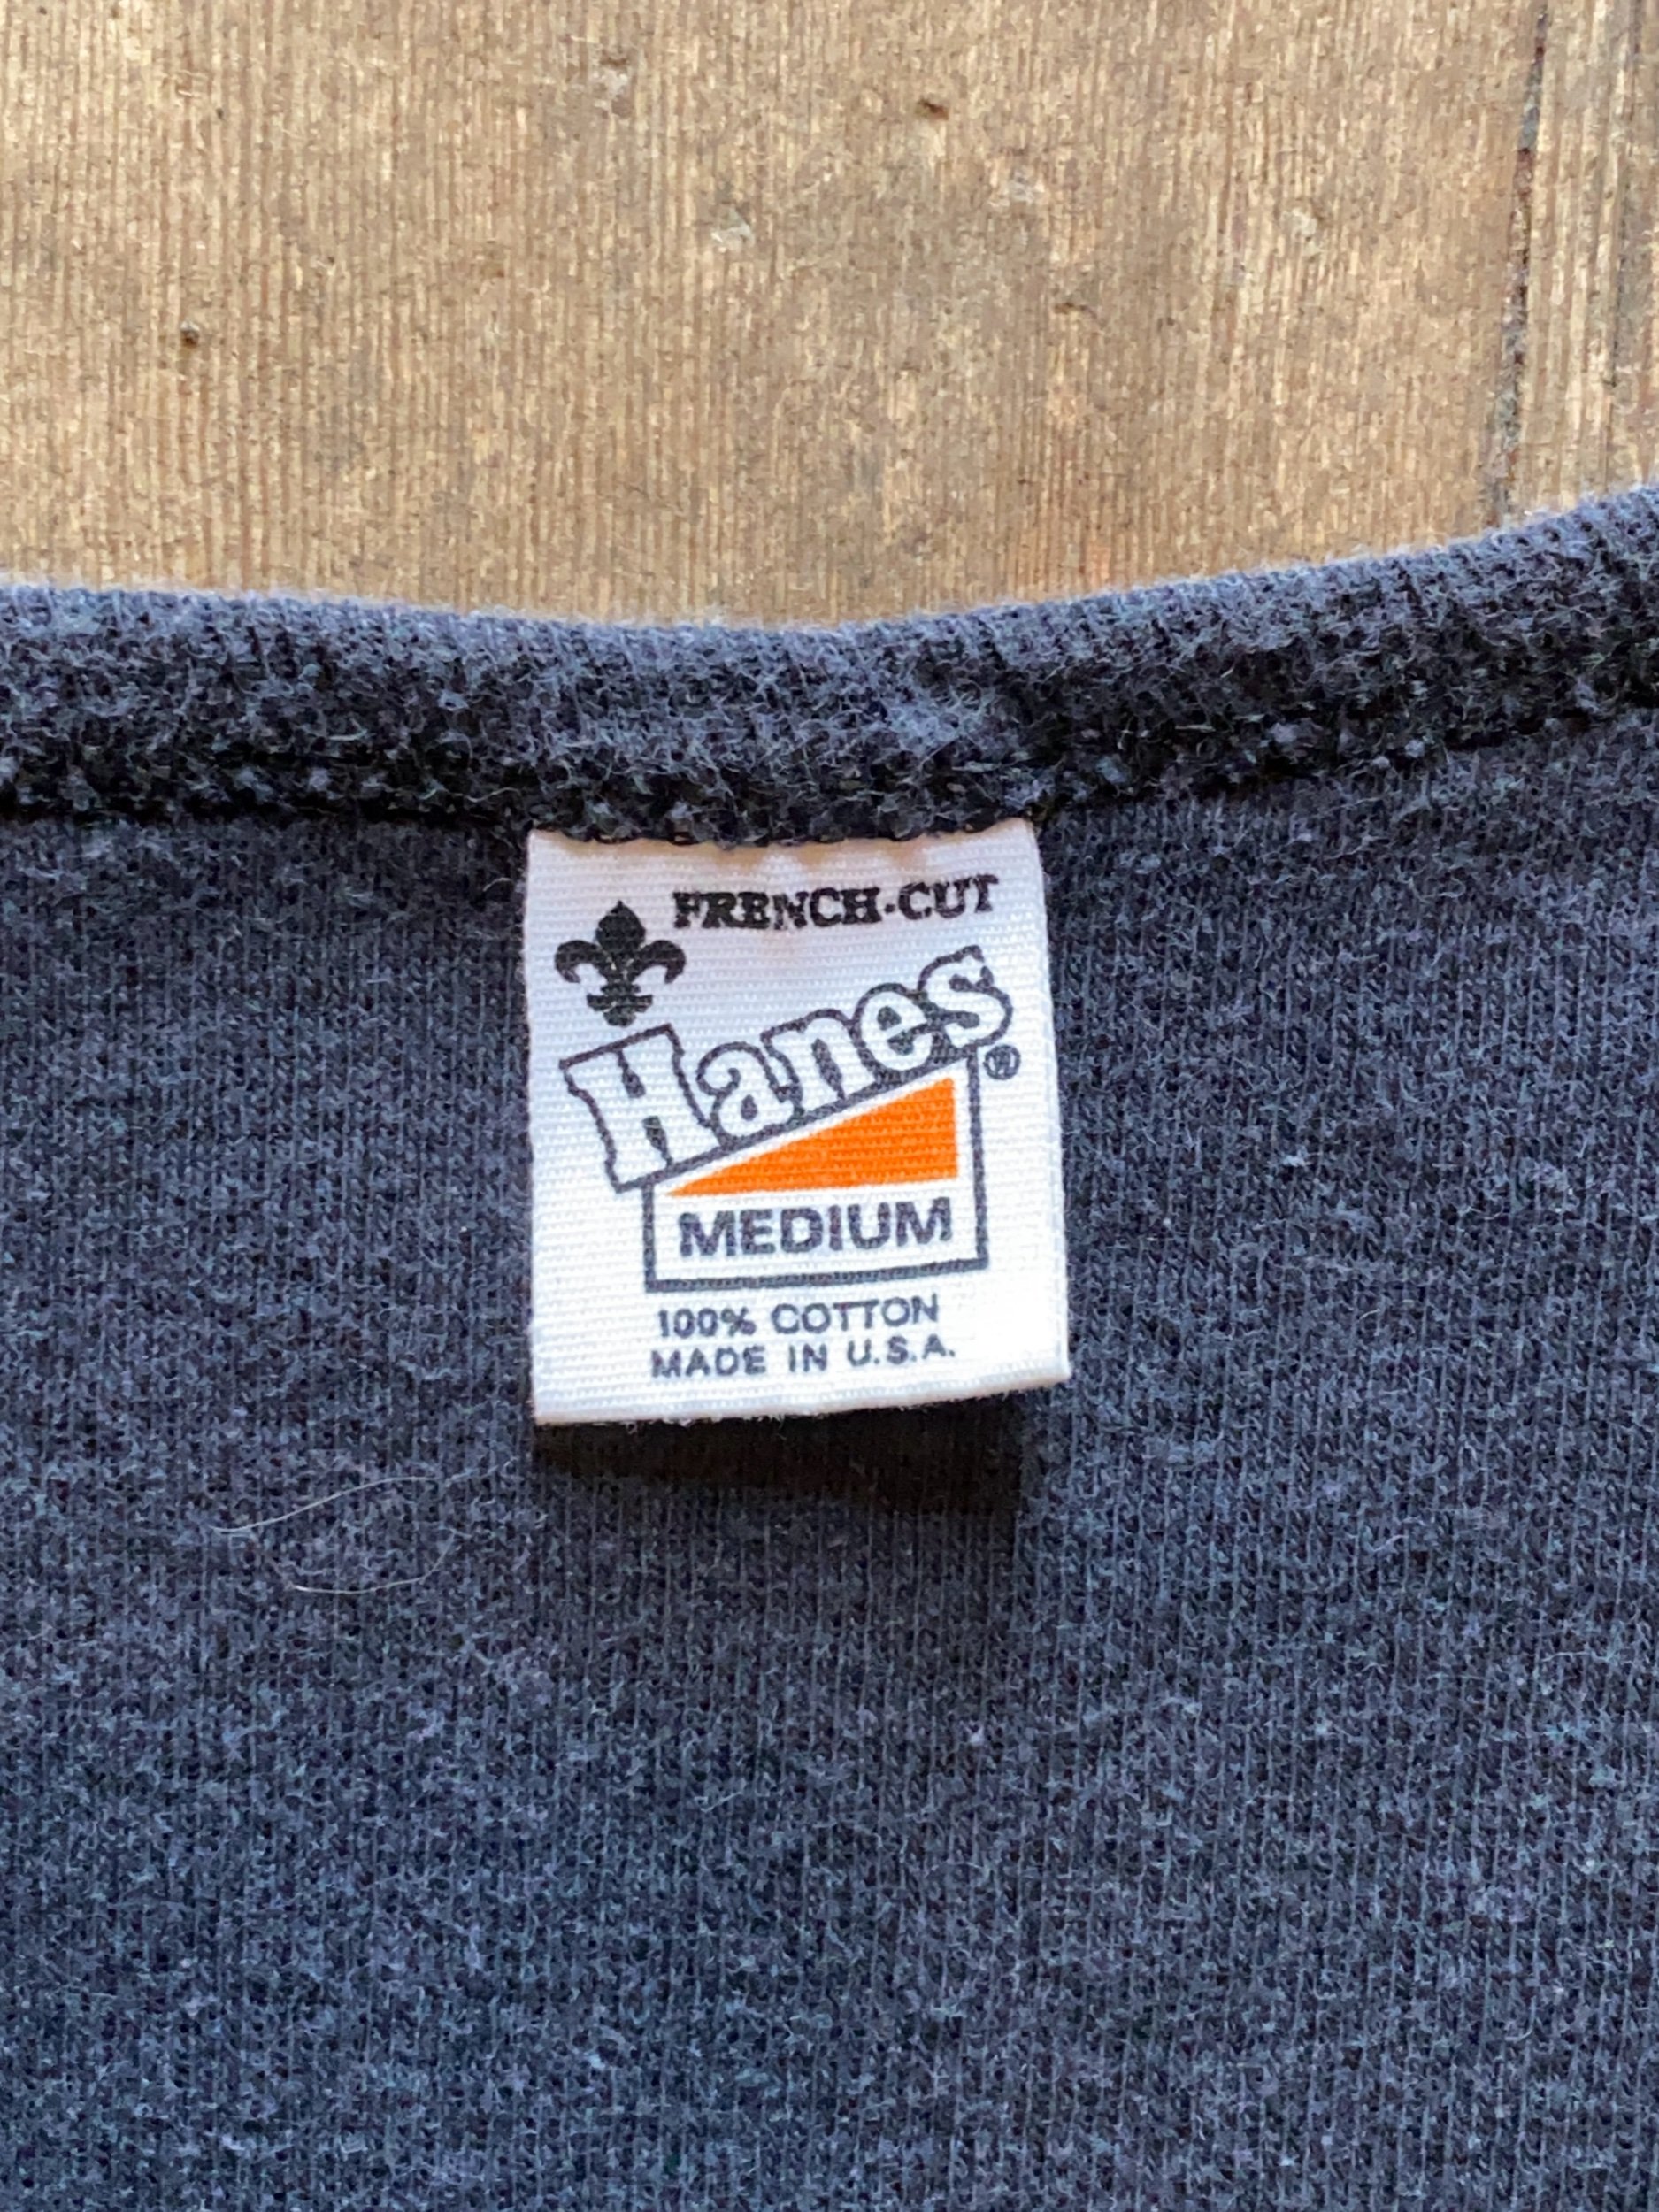 FRENCH-CUT
Hanes®
MEDIUM
100% COTTON
MADE IN U.S.A.